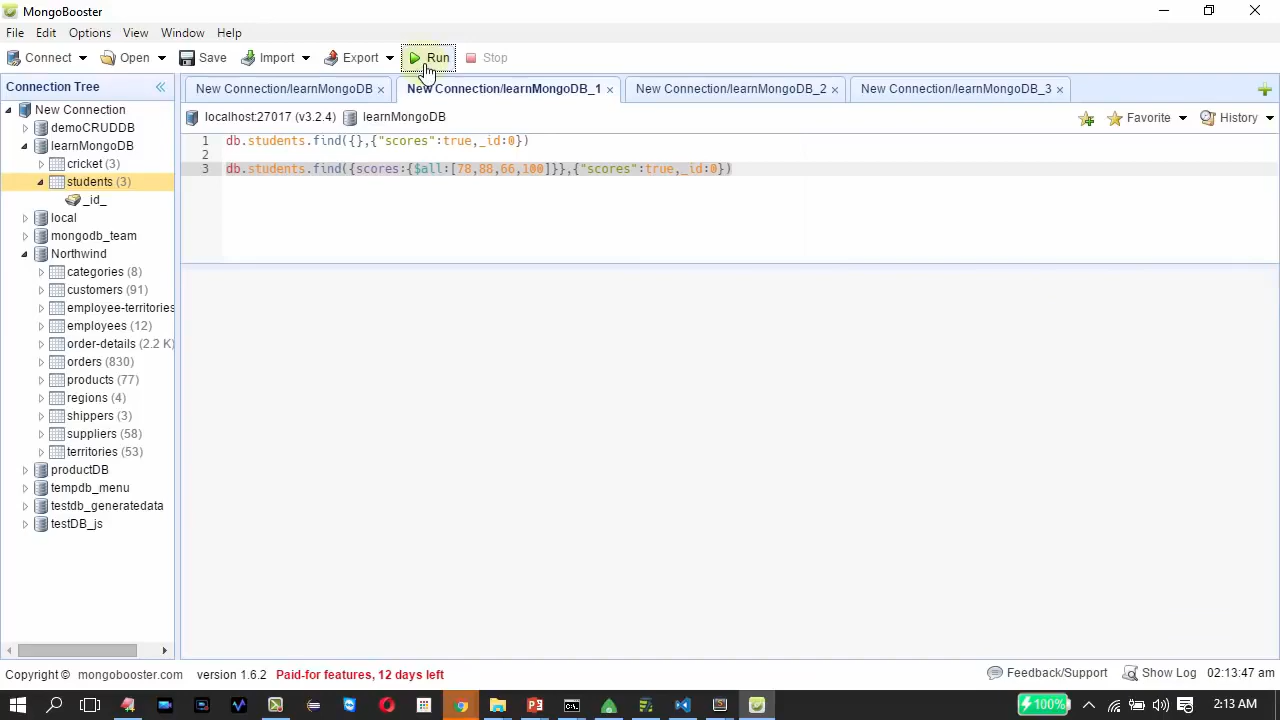 MongoBooster
File Edit Options View Window Help
Connect Open Save Import Export Run Stop
Connection Tree
New Connection/learnMongoDB × New Connection/learnMongoDB_1 × New Connection/learnMongoDB_2 × New Connection/learnMongoDB_3 ×
New Connection
localhost:27017 (v3.2.4) learnMongoDB Favorite History
demoCRUDDB
learnMongoDB
cricket (3)
students (3)
_id_
local
mongodb_team
Northwind
categories (8)
customers (91)
employee-territories
employees (12)
order-details (2.2 K)
orders (830)
products (77)
regions (4)
shippers (3)
suppliers (58)
territories (53)
productDB
tempdb_menu
testdb_generatedata
testDB_js
1 db.students.find({},{"scores":true,_id:0})
2
3 db.students.find({scores:{$all:[78,88,66,100]}},{"scores":true,_id:0})
Copyright © mongobooster.com version 1.6.2 Paid-for features, 12 days left Feedback/Support Show Log 02:13:47 am
100% 2:13 AM